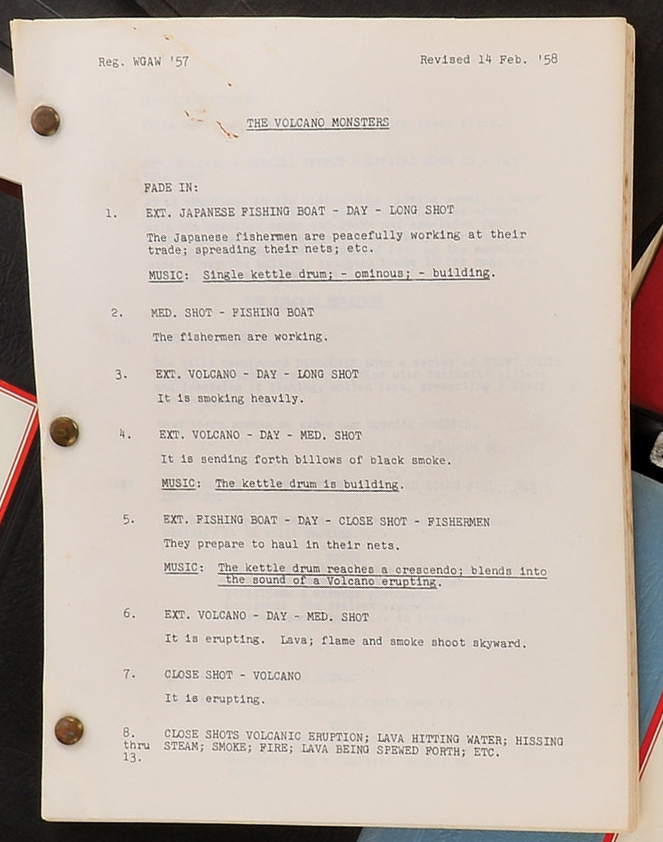 Reg. WGAW '57 Revised 14 Feb. '58
THE VOLCANO MONSTERS
FADE IN:
1. EXT. JAPANESE FISHING BOAT - DAY - LONG SHOT
The Japanese fishermen are peacefully working at their
trade; spreading their nets; etc.
MUSIC: Single kettle drum; - ominous; - building.
2. MED. SHOT - FISHING BOAT
The fishermen are working.
3. EXT. VOLCANO - DAY - LONG SHOT
It is smoking heavily.
4. EXT. VOLCANO - DAY - MED. SHOT
It is sending forth billows of black smoke.
MUSIC: The kettle drum is building.
5. EXT. FISHING BOAT - DAY - CLOSE SHOT - FISHERMEN
They prepare to haul in their nets.
MUSIC: The kettle drum reaches a crescendo; blends into
the sound of a Volcano erupting.
6. EXT. VOLCANO - DAY - MED. SHOT
It is erupting. Lava; flame and smoke shoot skyward.
7. CLOSE SHOT - VOLCANO
It is erupting.
8. CLOSE SHOTS VOLCANIC ERUPTION; LAVA HITTING WATER; HISSING
thru STEAM; SMOKE; FIRE; LAVA BEING SPEWED FORTH; ETC.
13.